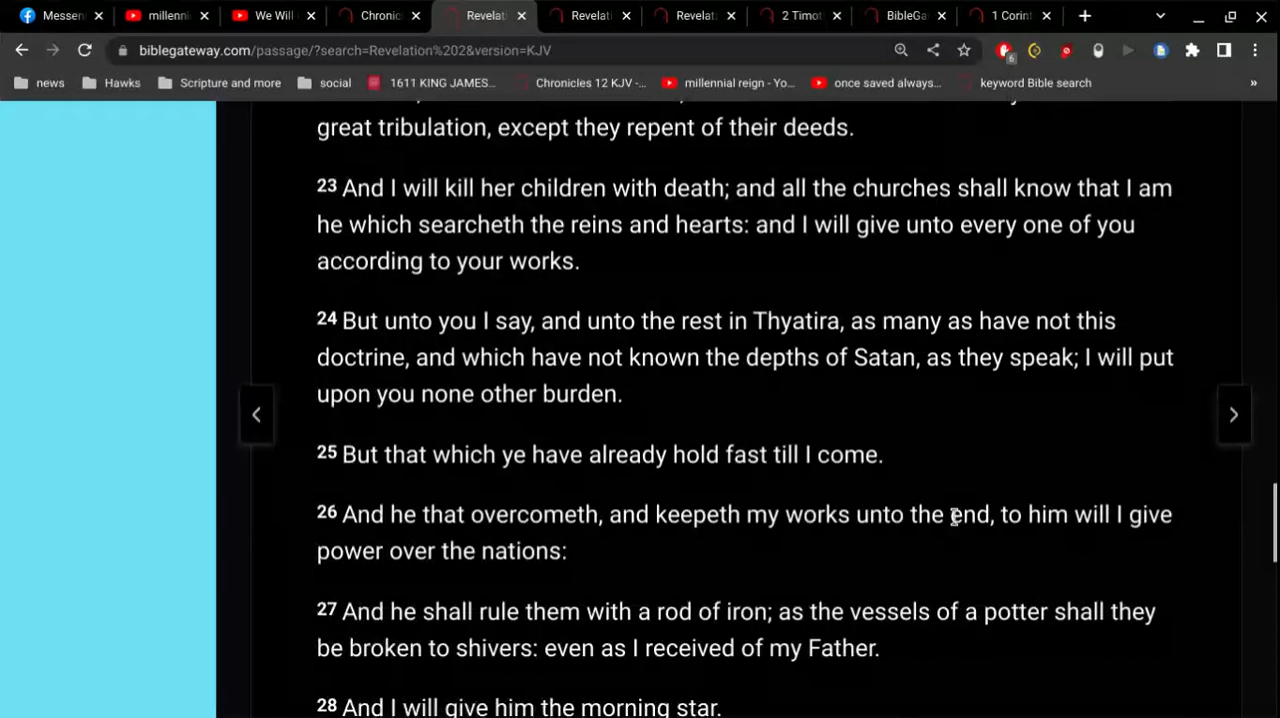 Messen
millenni
We Will
Chronic
Revelati
Revelati
Revelat
2 Timot
BibleGa
1 Corint
biblegateway.com/passage/?search=Revelation%202&version=KJV
6
news
Hawks
Scripture and more
social
1611 KING JAMES...
Chronicles 12 KJV -...
millennial reign - Yo...
once saved always...
keyword Bible search
»
great tribulation, except they repent of their deeds.
23 And I will kill her children with death; and all the churches shall know that I am
he which searcheth the reins and hearts: and I will give unto every one of you
according to your works.
24 But unto you I say, and unto the rest in Thyatira, as many as have not this
doctrine, and which have not known the depths of Satan, as they speak; I will put
upon you none other burden.
25 But that which ye have already hold fast till I come.
26 And he that overcometh, and keepeth my works unto the end, to him will I give
power over the nations:
27 And he shall rule them with a rod of iron; as the vessels of a potter shall they
be broken to shivers: even as I received of my Father.
28 And I will give him the morning star.